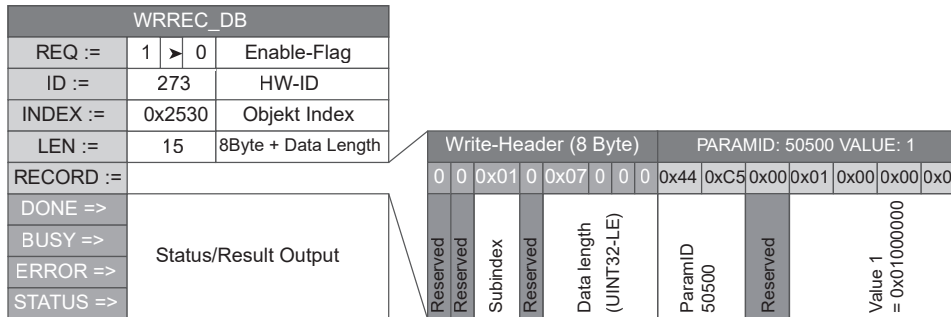 WRREC_DB
REQ := 1 ➤ 0 Enable-Flag
ID := 273 HW-ID
INDEX := 0x2530 Objekt Index
LEN := 15 8Byte + Data Length
RECORD :=
DONE =>
BUSY =>
ERROR =>
STATUS =>
Status/Result Output
Write-Header (8 Byte) PARAMID: 50500 VALUE: 1
0 0 0x01 0 0x07 0 0 0 0x44 0xC5 0x00 0x01 0x00 0x00 0x0
Reserved
Reserved
Subindex
Reserved
Data length
(UINT32-LE)
ParamID
50500
Reserved
Value 1
= 0x01000000